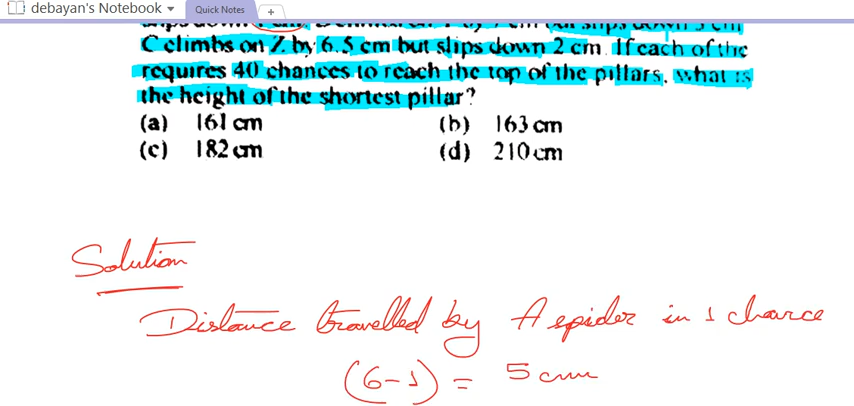 debayan's Notebook
Quick Notes
+
C climbs on Z by 6.5 cm but slips down 2 cm. If each of the
requires 40 chances to reach the top of the pillars, what is
the height of the shortest pillar?
(a) 161 cm (b) 163 cm
(c) 182 cm (d) 210 cm
Solution
Distance travelled by A spider in 1 chance
(6-1) = 5 cm